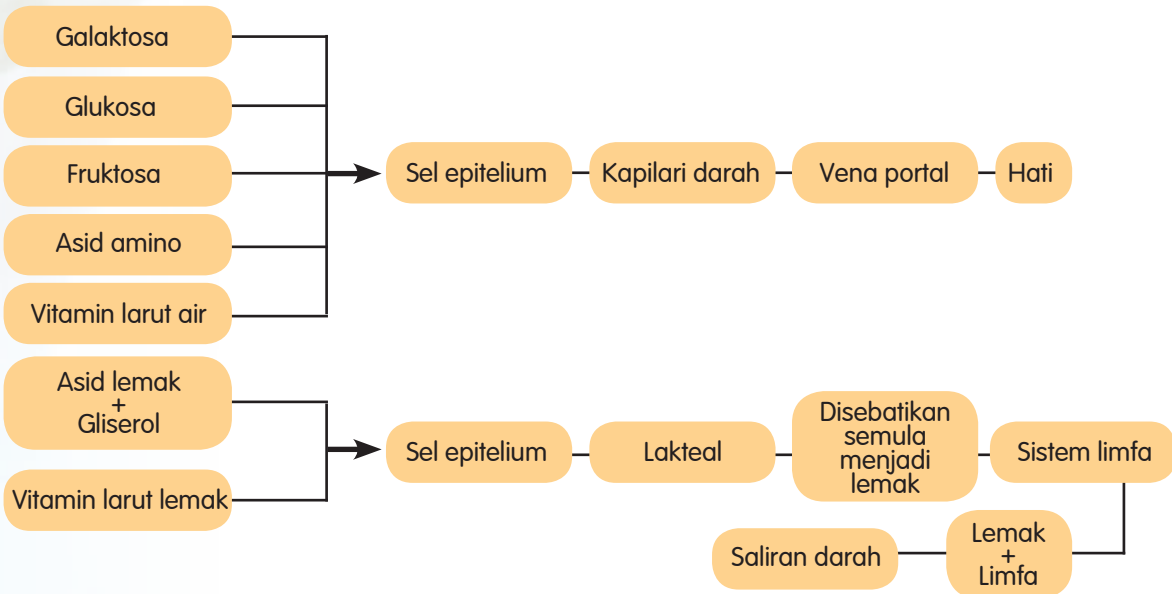 Galaktosa
Glukosa
Fruktosa
Asid amino
Vitamin larut air
Sel epitelium
Kapilari darah
Vena portal
Hati
Asid lemak
+
Gliserol
Vitamin larut lemak
Sel epitelium
Lakteal
Disebatikan
semula
menjadi
lemak
Sistem limfa
Lemak
+
Limfa
Saliran darah